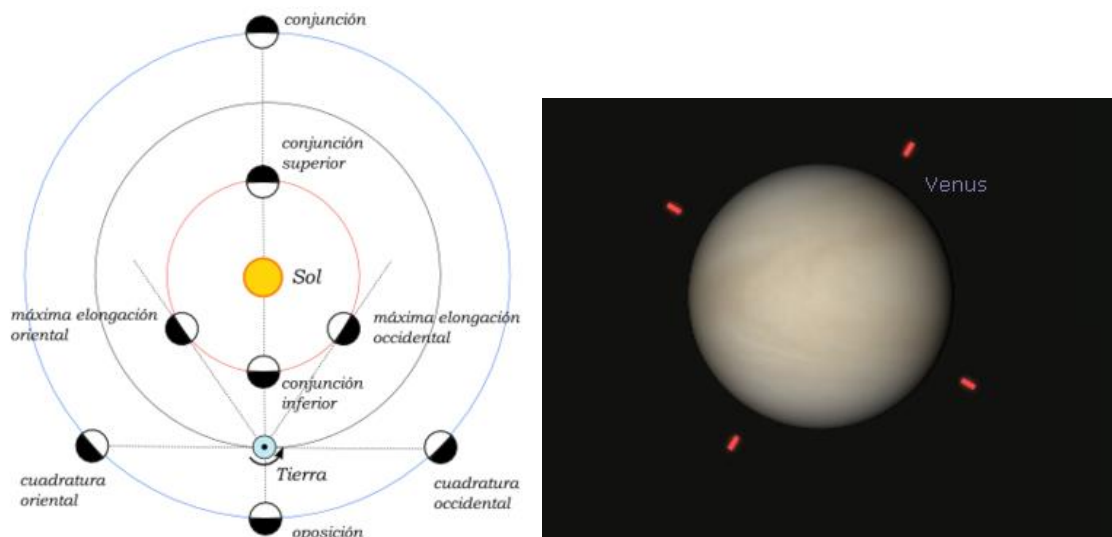 conjunción
conjunción
superior
Sol
máxima elongación
oriental
máxima elongación
occidental
conjunción
inferior
Tierra
cuadratura
oriental
cuadratura
occidental
oposición
Venus